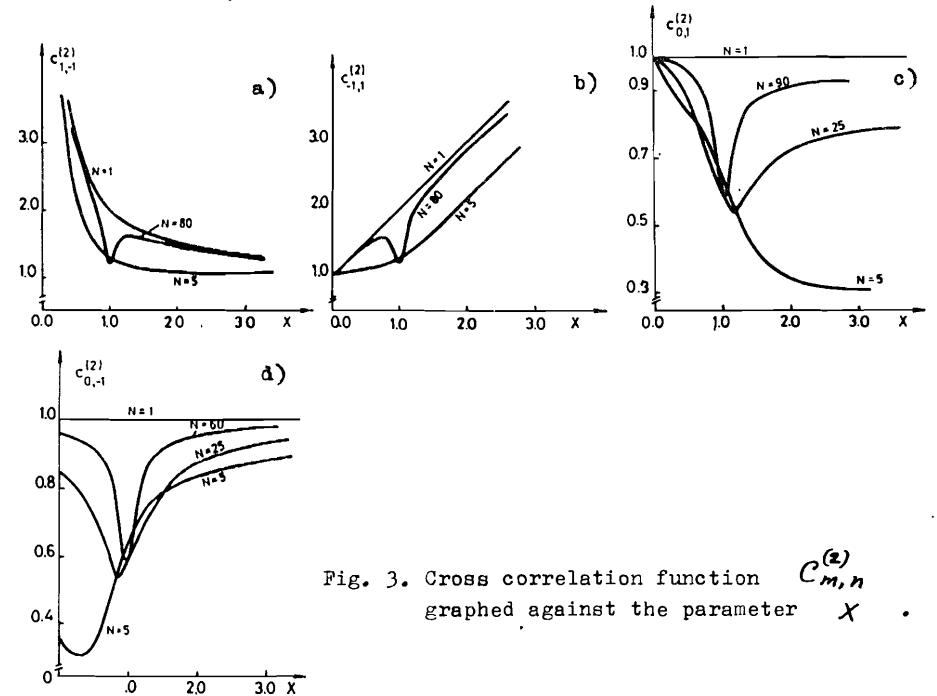 C(2)1,-1
a)
3.0
2.0
1.0
N=1
N=80
N=5
0.0 1.0 2.0 3.0 X
C(2)-1,1
b)
3.0
2.0
1.0
N=1
N=80
N=5
0.0 1.0 2.0 3.0 X
C(2)0,1
c)
1.0
0.9
0.7
0.5
0.3
N=1
N=90
N=25
N=5
0.0 1.0 2.0 3.0 X
C(2)0,-1
d)
1.0
0.8
0.6
0.4
0
N=1
N=60
N=25
N=5
N=5
.0 2.0 3.0 X
Fig. 3. Cross correlation function C(2)m,n
graphed against the parameter X .